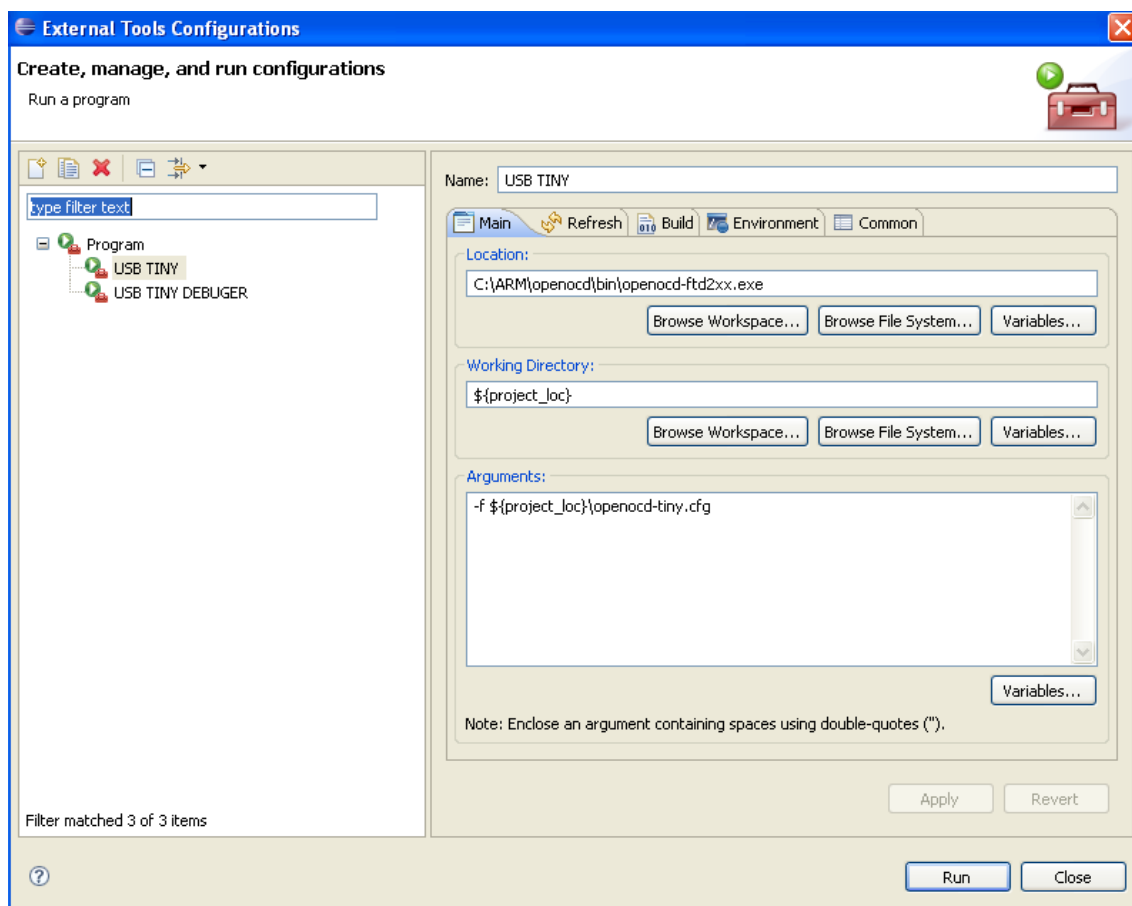 External Tools Configurations
Create, manage, and run configurations
Run a program
type filter text
Program
USB TINY
USB TINY DEBUGER
Filter matched 3 of 3 items
Name: USB TINY
Main Refresh Build Environment Common
Location:
C:\ARM\openocd\bin\openocd-ftd2xx.exe
Browse Workspace... Browse File System... Variables...
Working Directory:
${project_loc}
Browse Workspace... Browse File System... Variables...
Arguments:
-f ${project_loc}\openocd-tiny.cfg
Variables...
Note: Enclose an argument containing spaces using double-quotes (").
Apply Revert
Run Close